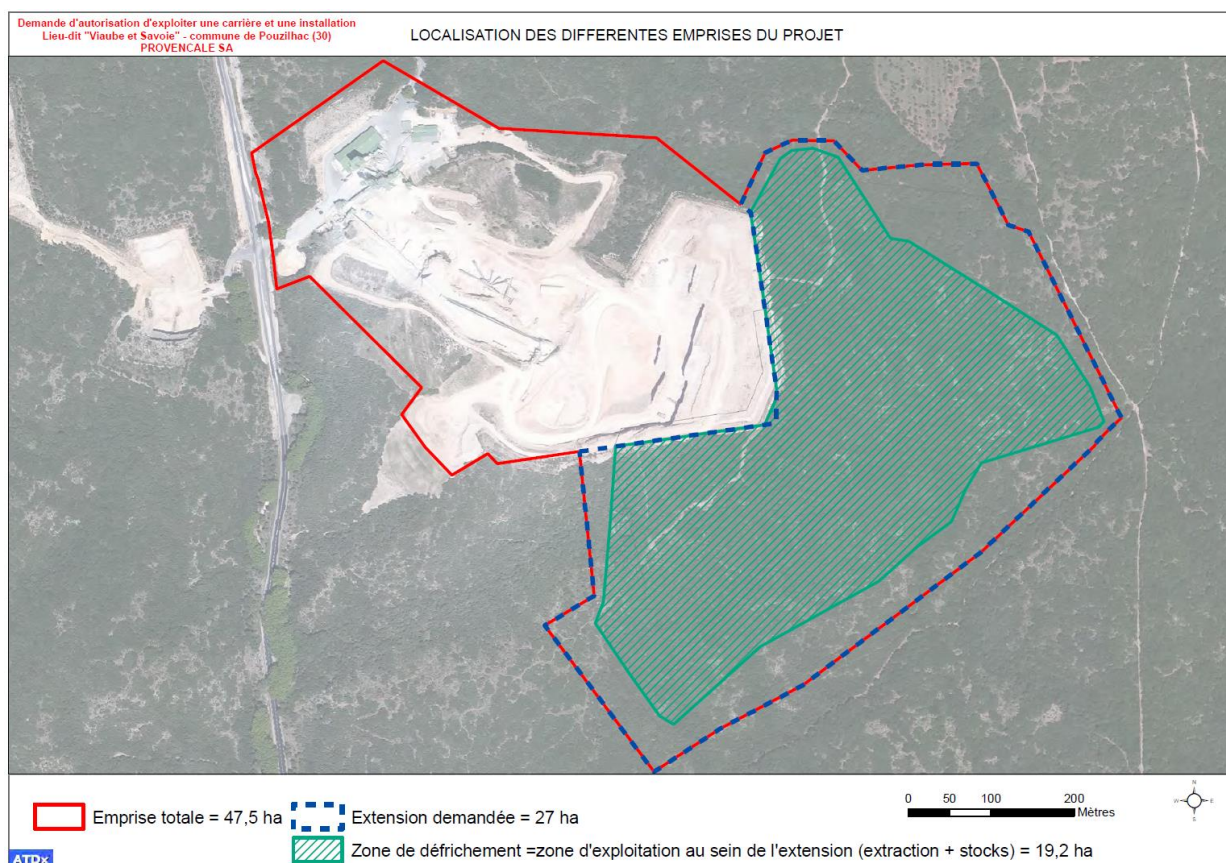 Demande d'autorisation d'exploiter une carrière et une installation
Lieu-dit "Viaube et Savoie" - commune de Pouzilhac (30)
PROVENCALE SA
LOCALISATION DES DIFFERENTES EMPRISES DU PROJET
Emprise totale = 47,5 ha
Extension demandée = 27 ha
Zone de défrichement =zone d'exploitation au sein de l'extension (extraction + stocks) = 19,2 ha
0 50 100 200
Mètres
N
W E
S
ATDx